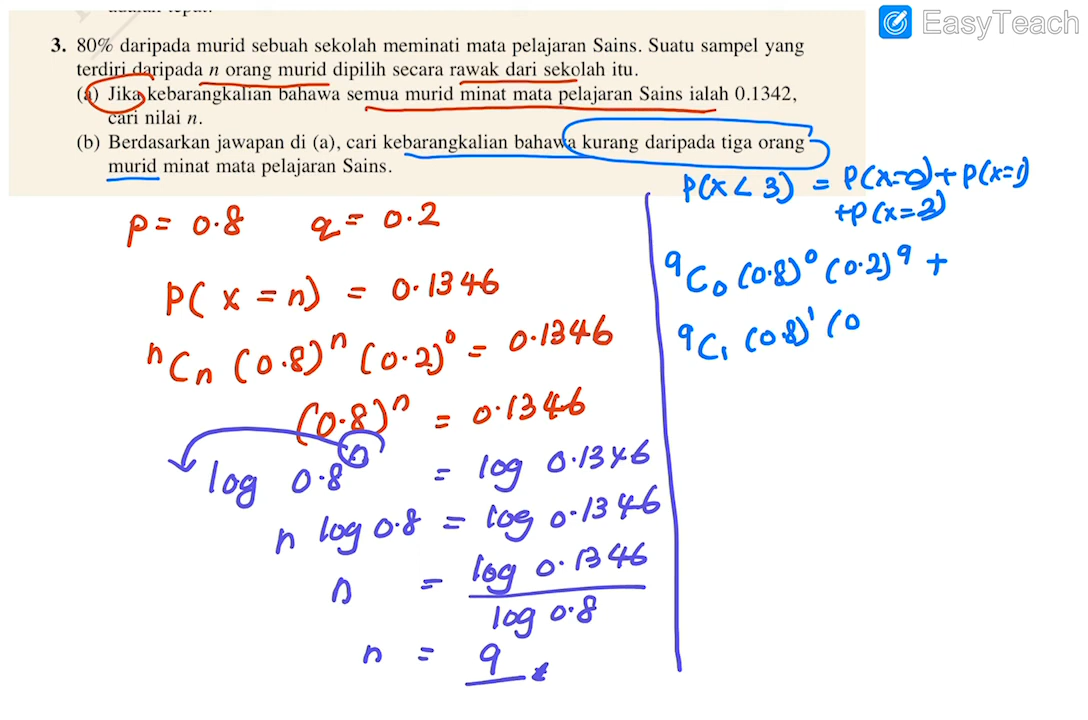 EasyTeach
3. 80% daripada murid sebuah sekolah meminati mata pelajaran Sains. Suatu sampel yang
terdiri daripada n orang murid dipilih secara rawak dari sekolah itu.
(a) Jika kebarangkalian bahawa semua murid minat mata pelajaran Sains ialah 0.1342,
cari nilai n.
(b) Berdasarkan jawapan di (a), cari kebarangkalian bahawa kurang daripada tiga orang
murid minat mata pelajaran Sains.
p = 0.8 q = 0.2
P(x = n) = 0.1346
ⁿCₙ (0.8)ⁿ (0.2)⁰ = 0.1346
(0.8)ⁿ = 0.1346
log 0.8ⁿ = log 0.1346
n log 0.8 = log 0.1346
n = log 0.1346
log 0.8
n = 9
P(x < 3) = P(x=0) + P(x=1)
+P(x=2)
⁹C₀ (0.8)⁰ (0.2)⁹ +
⁹C₁ (0.8)¹ (0